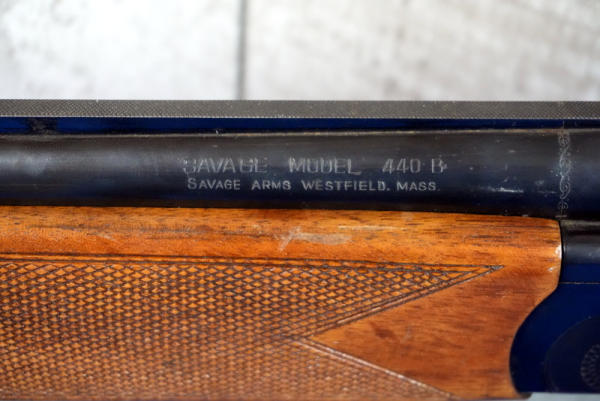 SAVAGE MODEL 440 B
SAVAGE ARMS WESTFIELD. MASS.